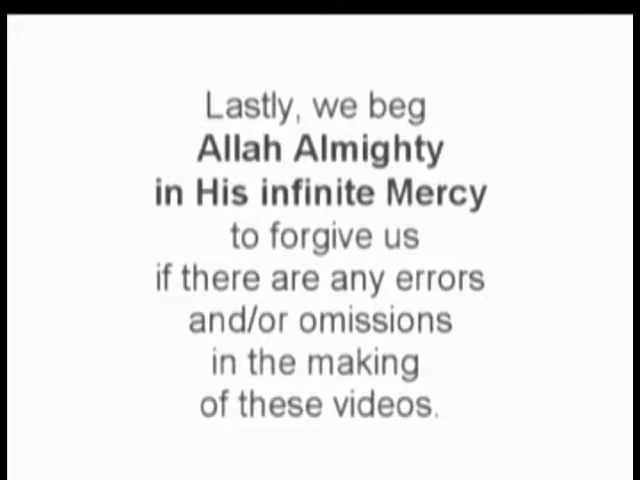 Lastly, we beg
Allah Almighty
in His infinite Mercy
to forgive us
if there are any errors
and/or omissions
in the making
of these videos.